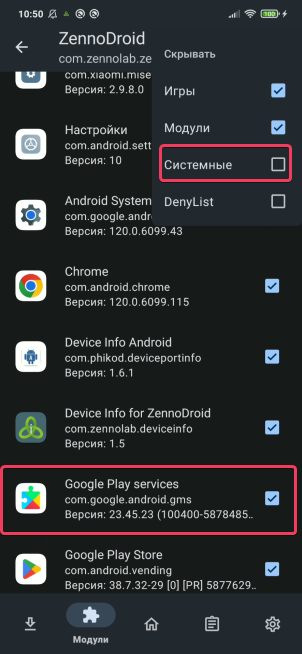 10:50
100
ZennoDroid
com.zennolab.ze
Скрывать
Игры
Модули
Системные
DenyList
com.xiaomi.mise
Версия: 2.9.8.0
Настройки
com.android.sett
Версия: 10
Android System
com.google.andr
Версия: 120.0.6099.43
Chrome
com.android.chrome
Версия: 120.0.6099.115
Device Info Android
com.phikod.deviceportinfo
Версия: 1.6.1
Device Info for ZennoDroid
com.zennolab.deviceinfo
Версия: 1.5
Google Play services
com.google.android.gms
Версия: 23.45.23 (100400-5878485..
Google Play Store
com.android.vending
Версия: 38.7.32-29 [0] [PR] 5877629..
Модули